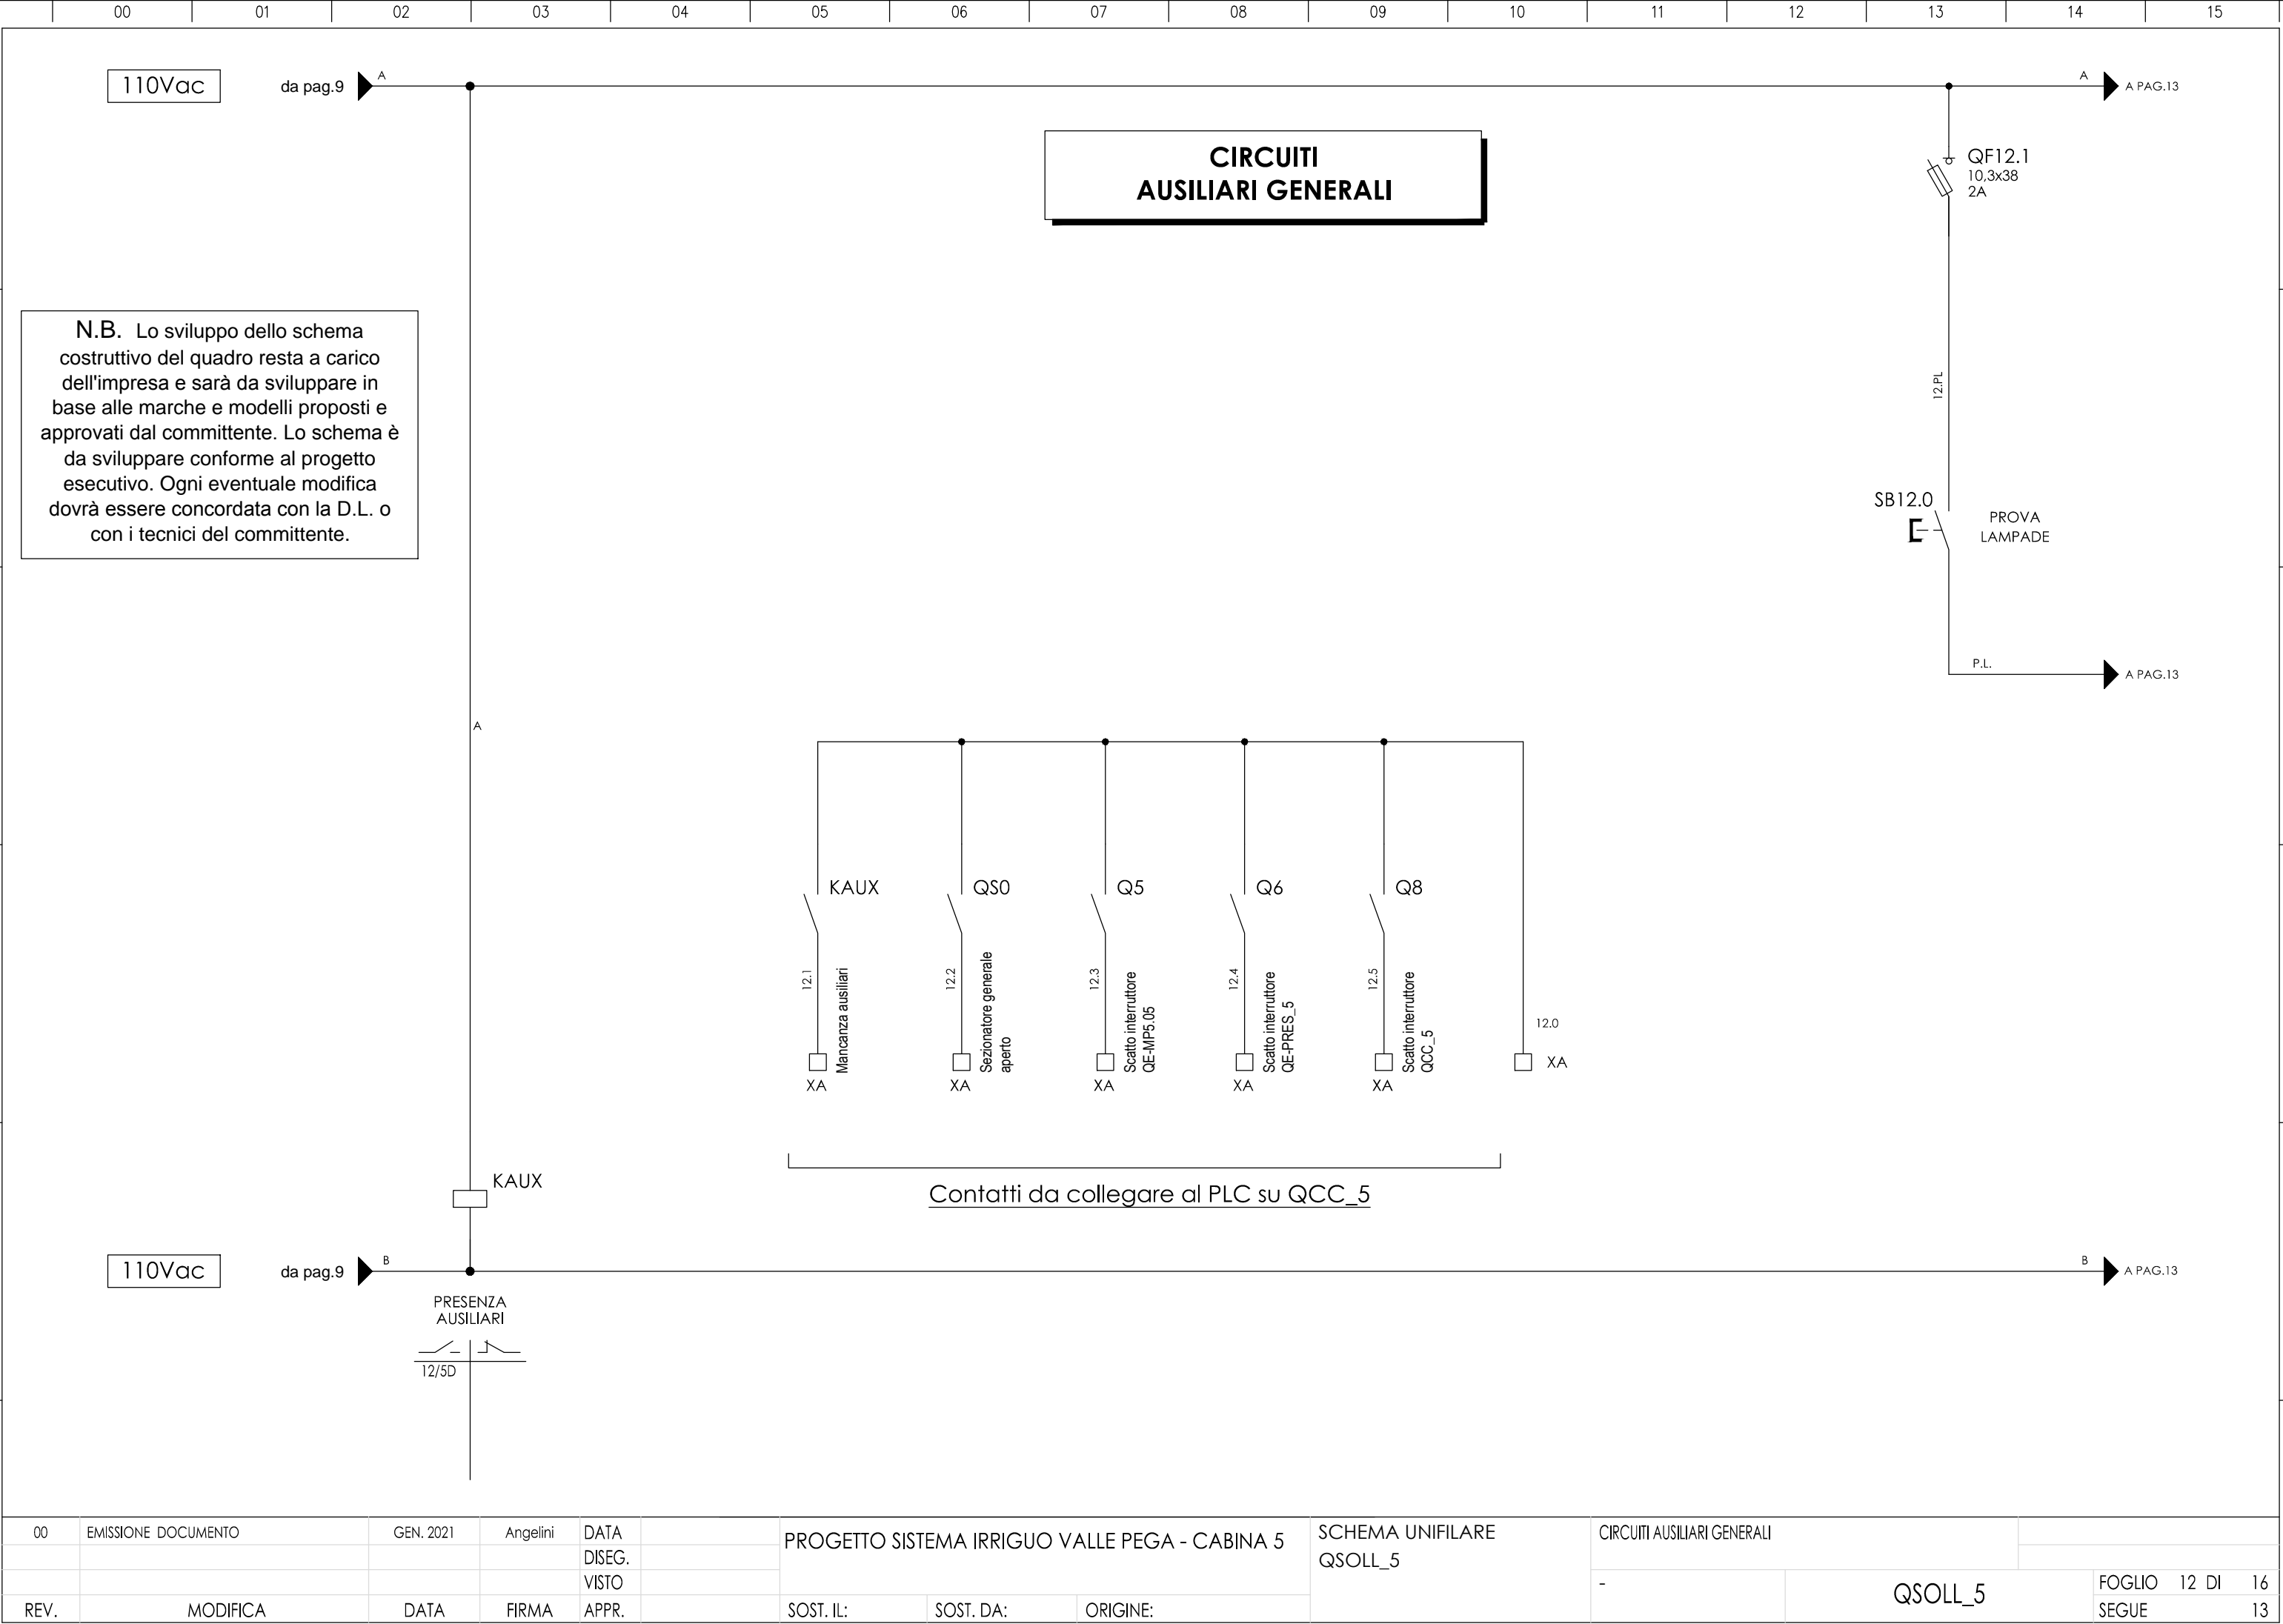 00 01 02 03 04 05 06 07 08 09 10 11 12 13 14 15
110Vac
da pag.9
A
A
A PAG.13
CIRCUITI
AUSILIARI GENERALI
QF12.1
10,3x38
2A
N.B. Lo sviluppo dello schema
costruttivo del quadro resta a carico
dell'impresa e sarà da sviluppare in
base alle marche e modelli proposti e
approvati dal committente. Lo schema è
da sviluppare conforme al progetto
esecutivo. Ogni eventuale modifica
dovrà essere concordata con la D.L. o
con i tecnici del committente.
12.PL
SB12.0
PROVA
LAMPADE
P.L.
A PAG.13
A
KAUX
QS0
Q5
Q6
Q8
12.1
Mancanza ausiliari
12.2
Sezionatore generale
aperto
12.3
Scatto interruttore
QE-MP5.05
12.4
Scatto interruttore
QE-PRES_5
12.5
Scatto interruttore
QCC_5
12.0
XA
XA
XA
XA
XA
XA
KAUX
Contatti da collegare al PLC su QCC_5
110Vac
da pag.9
B
B
A PAG.13
PRESENZA
AUSILIARI
12/5D
00 EMISSIONE DOCUMENTO GEN. 2021 Angelini DATA
DISEG.
VISTO
REV. MODIFICA DATA FIRMA APPR.
PROGETTO SISTEMA IRRIGUO VALLE PEGA - CABINA 5
SOST. IL: SOST. DA: ORIGINE:
SCHEMA UNIFILARE
QSOLL_5
CIRCUITI AUSILIARI GENERALI
-
QSOLL_5
FOGLIO 12 DI 16
SEGUE 13